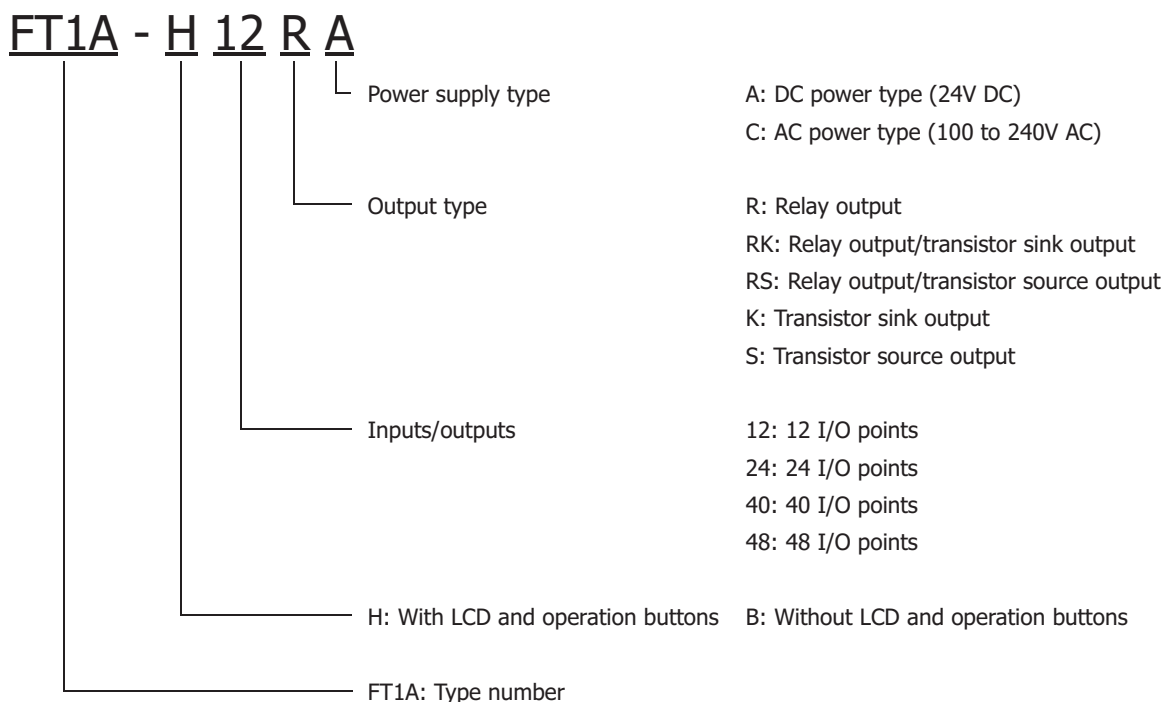 FT1A - H 12 R A
Power supply type A: DC power type (24V DC)
C: AC power type (100 to 240V AC)
Output type R: Relay output
RK: Relay output/transistor sink output
RS: Relay output/transistor source output
K: Transistor sink output
S: Transistor source output
Inputs/outputs 12: 12 I/O points
24: 24 I/O points
40: 40 I/O points
48: 48 I/O points
H: With LCD and operation buttons B: Without LCD and operation buttons
FT1A: Type number